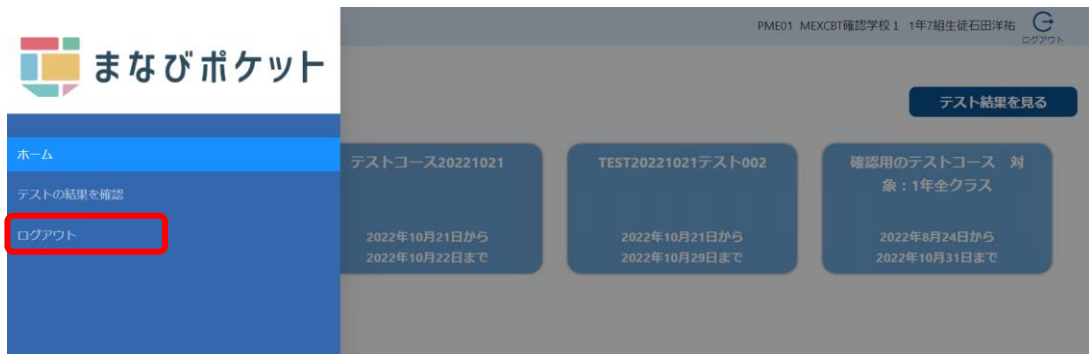 まなびポケット
ホーム
テストの結果を確認
ログアウト
PME01 MEXCBT確認学校1 1年7組生徒石田洋祐
ログアウト
テスト結果を見る
テストコース20221021
2022年10月21日から
2022年10月22日まで
TEST20221021テスト002
2022年10月21日から
2022年10月29日まで
確認用のテストコース 対
象:1年全クラス
2022年8月24日から
2022年10月31日まで